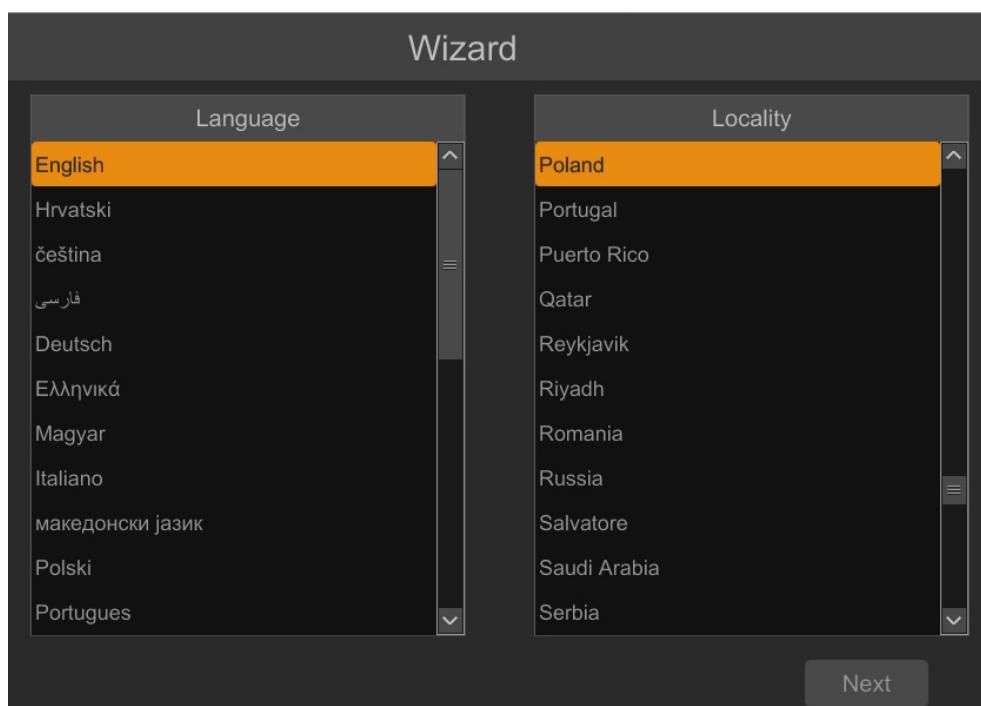 Wizard
Language
English
Hrvatski
čeština
فارسی
Deutsch
Ελληνικά
Magyar
Italiano
македонски јазик
Polski
Portugues
Locality
Poland
Portugal
Puerto Rico
Qatar
Reykjavik
Riyadh
Romania
Russia
Salvatore
Saudi Arabia
Serbia
Next